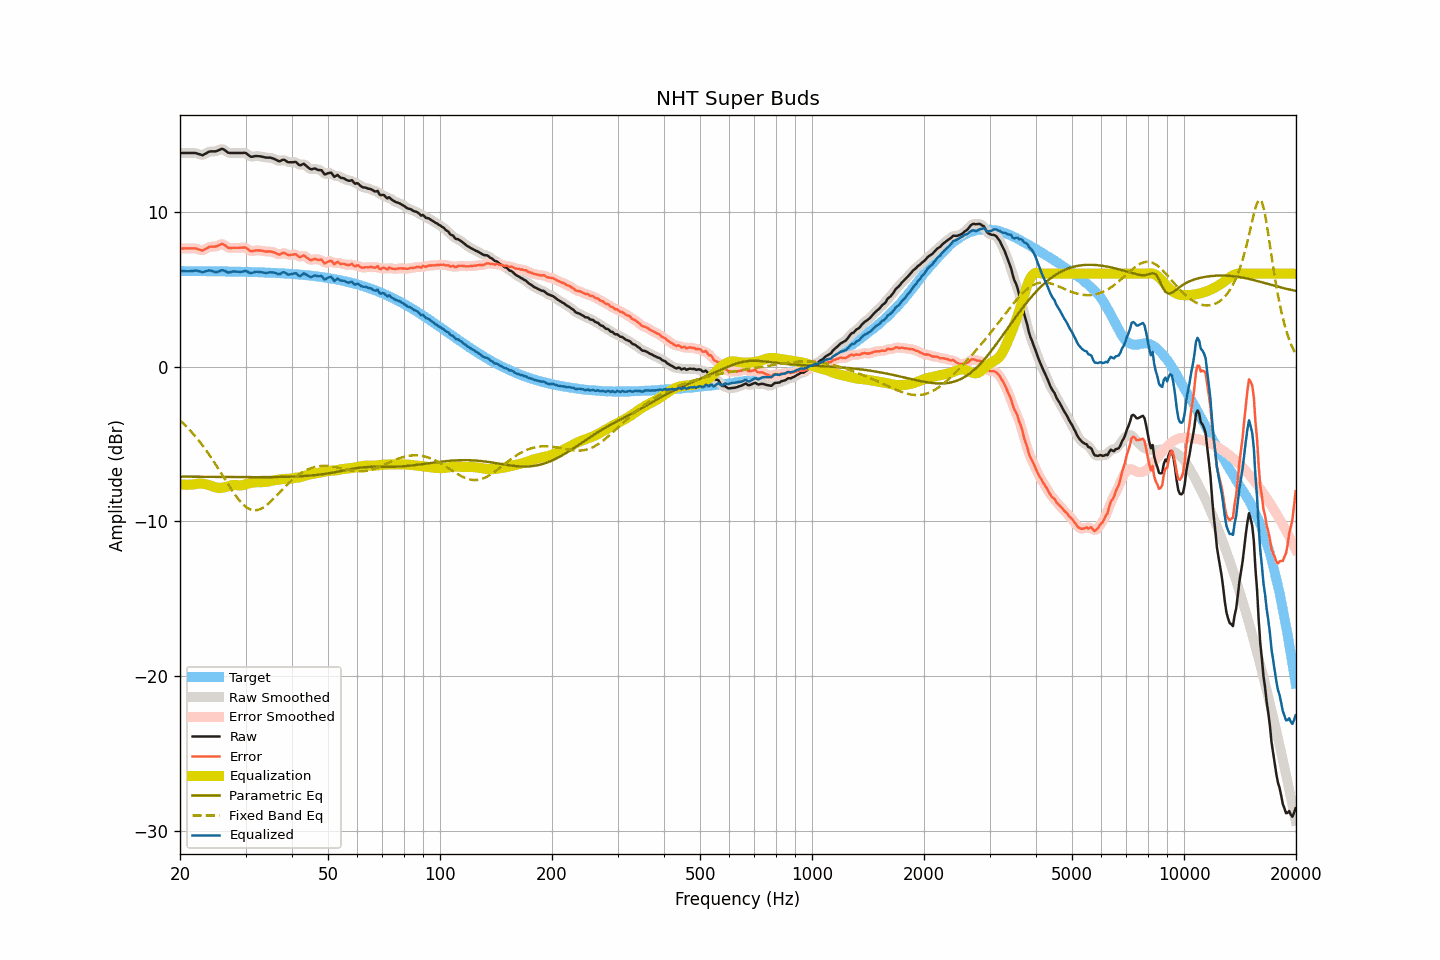 NHT Super Buds
Amplitude (dBr)
10
0
−10
−20
−30
Target
Raw Smoothed
Error Smoothed
Raw
Error
Equalization
Parametric Eq
Fixed Band Eq
Equalized
20 50 100 200 500 1000 2000 5000 10000 20000
Frequency (Hz)